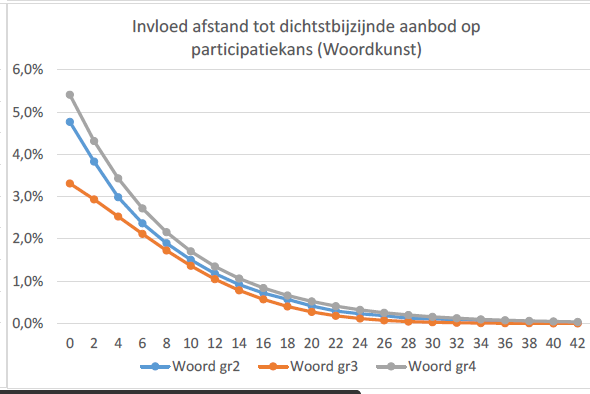 Invloed afstand tot dichtstbijzijnde aanbod op
participatiekans (Woordkunst)
6,0%
5,0%
4,0%
3,0%
2,0%
1,0%
0,0%
0 2 4 6 8 10 12 14 16 18 20 22 24 26 28 30 32 34 36 38 40 42
Woord gr2 Woord gr3 Woord gr4